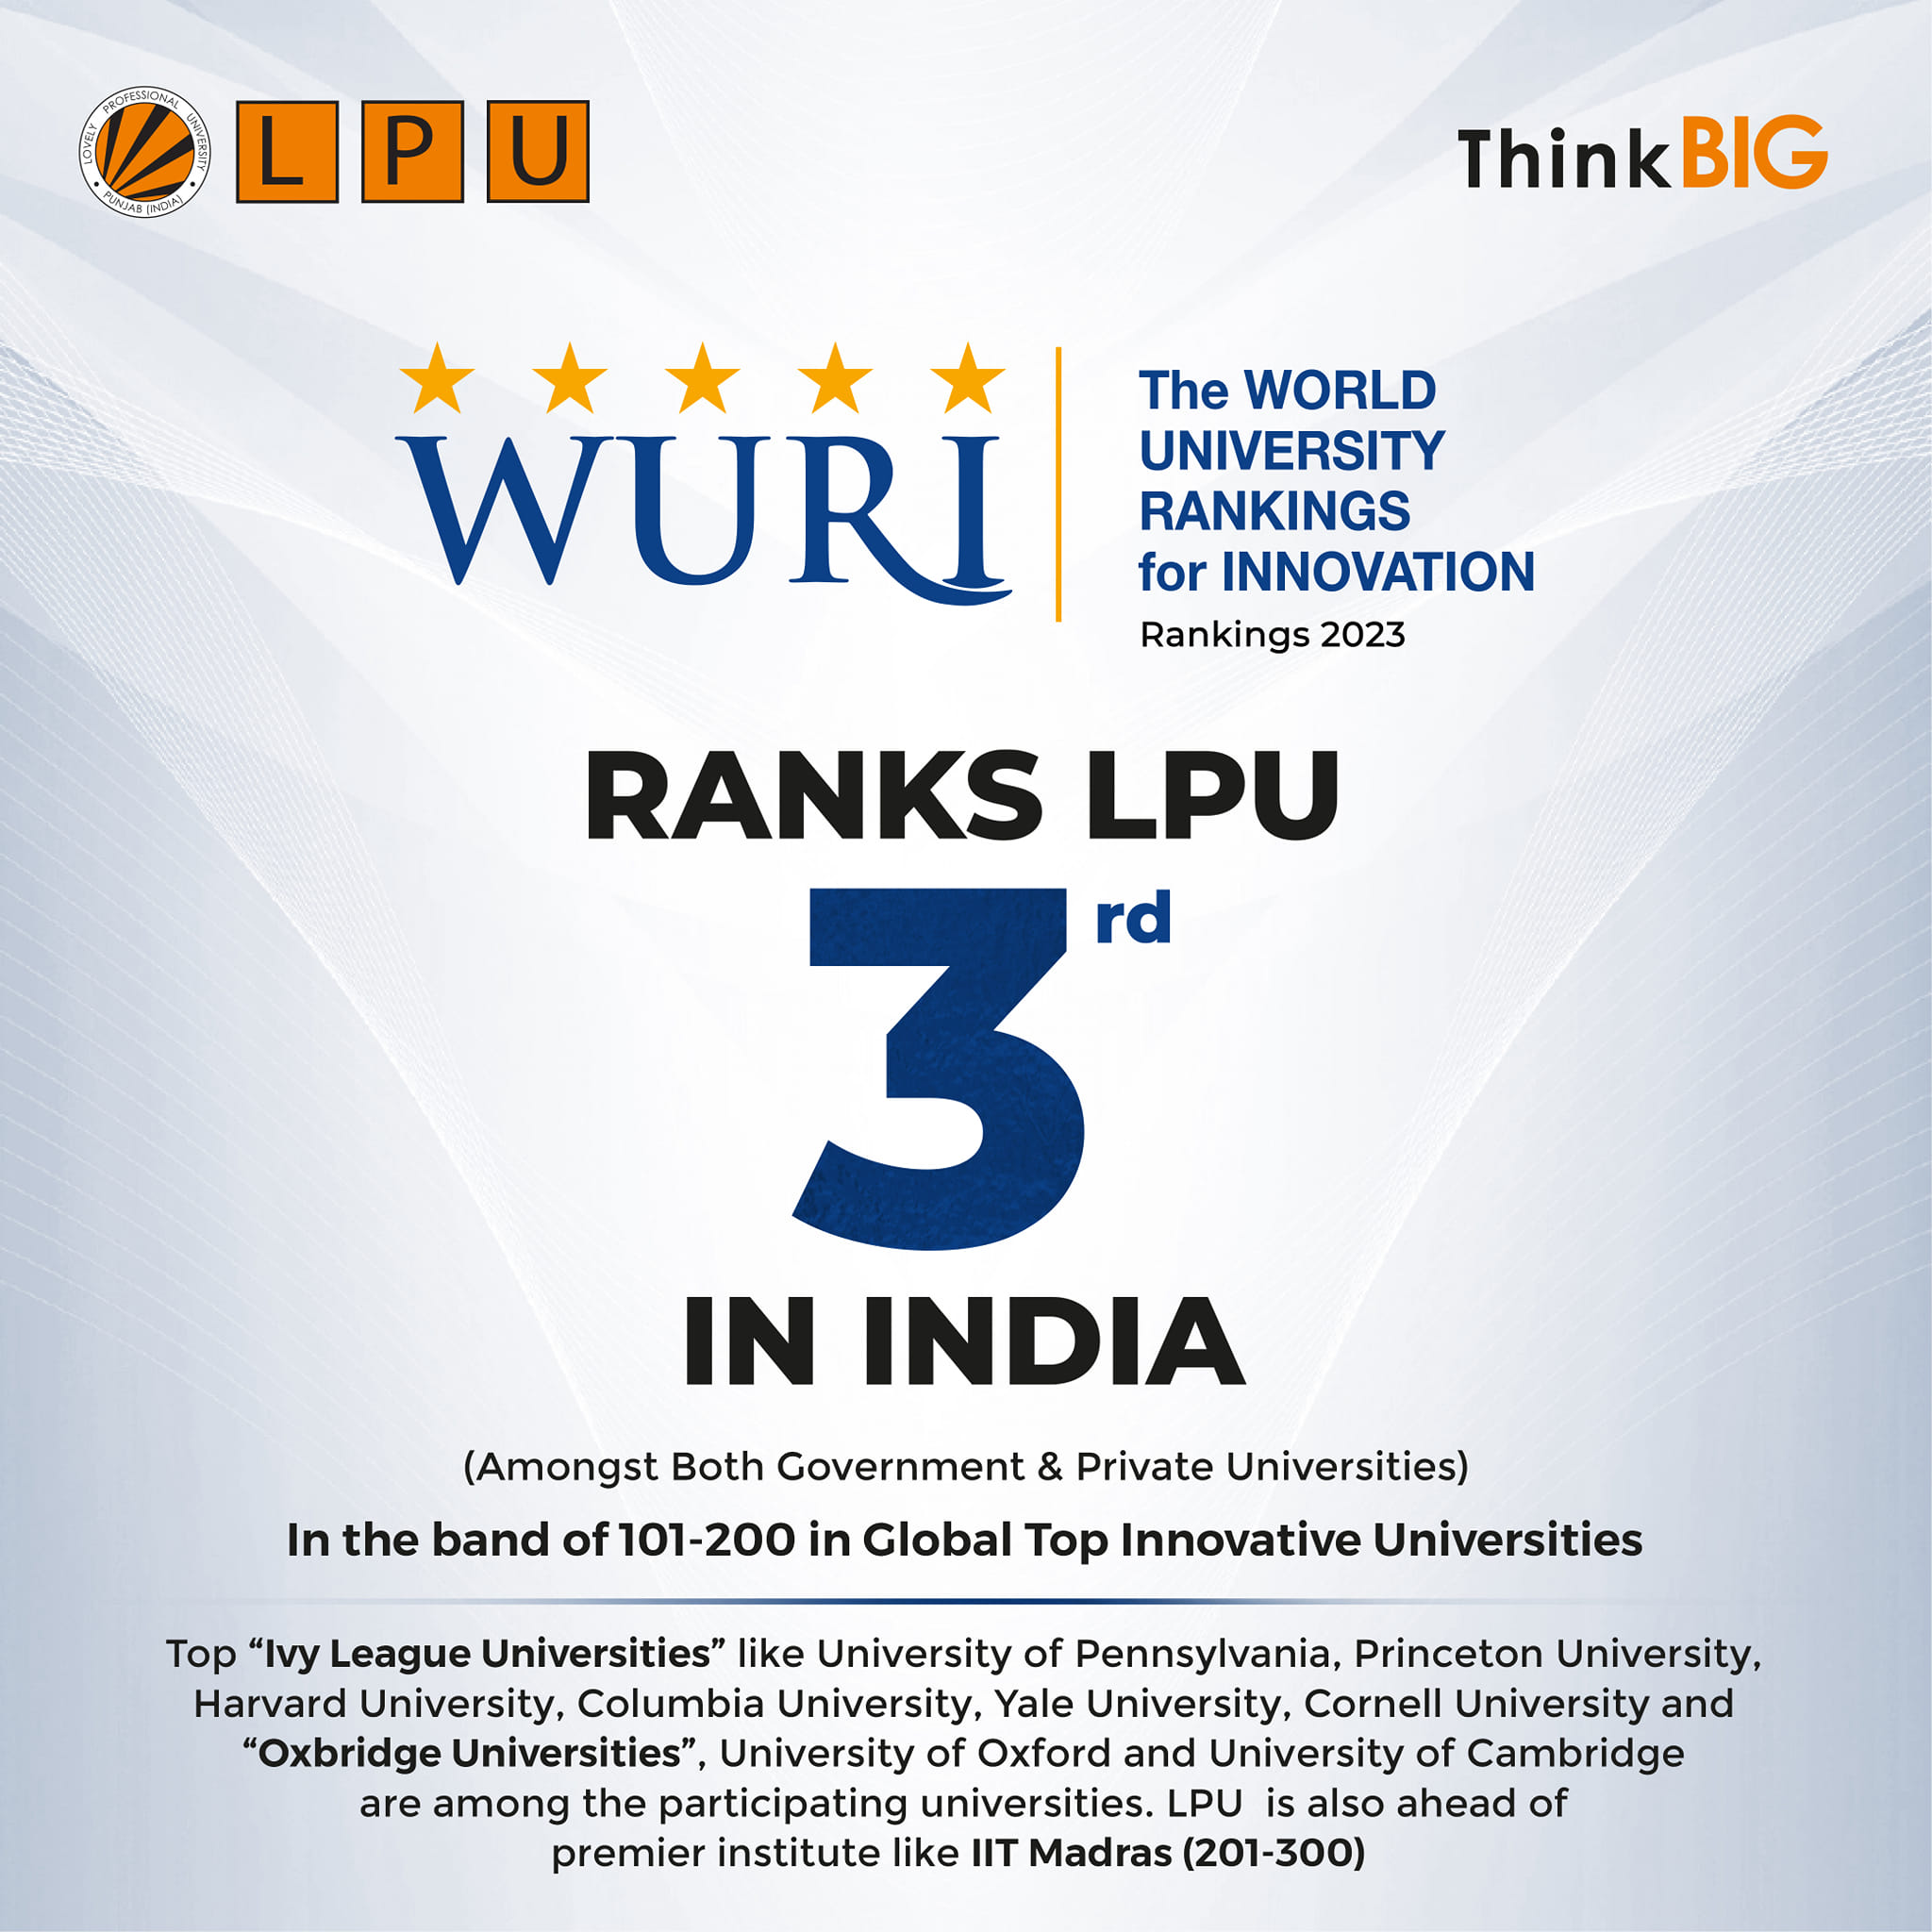 LOVELY PROFESSIONAL UNIVERSITY
PUNJAB (INDIA)
L P U
ThinkBIG
WURI
The WORLD
UNIVERSITY
RANKINGS
for INNOVATION
Rankings 2023
RANKS LPU
3rd
IN INDIA
(Amongst Both Government & Private Universities)
In the band of 101-200 in Global Top Innovative Universities
Top “Ivy League Universities” like University of Pennsylvania, Princeton University,
Harvard University, Columbia University, Yale University, Cornell University and
“Oxbridge Universities”, University of Oxford and University of Cambridge
are among the participating universities. LPU is also ahead of
premier institute like IIT Madras (201-300)